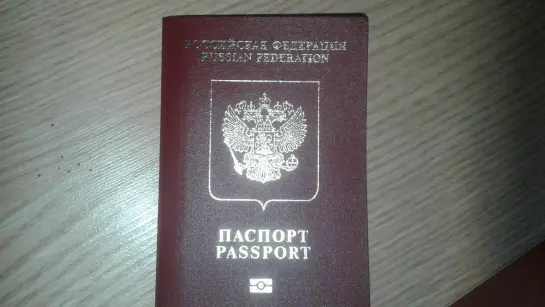 РОССИЙСКАЯ ФЕДЕРАЦИЯ
RUSSIAN FEDERATION
ПАСПОРТ
PASSPORT